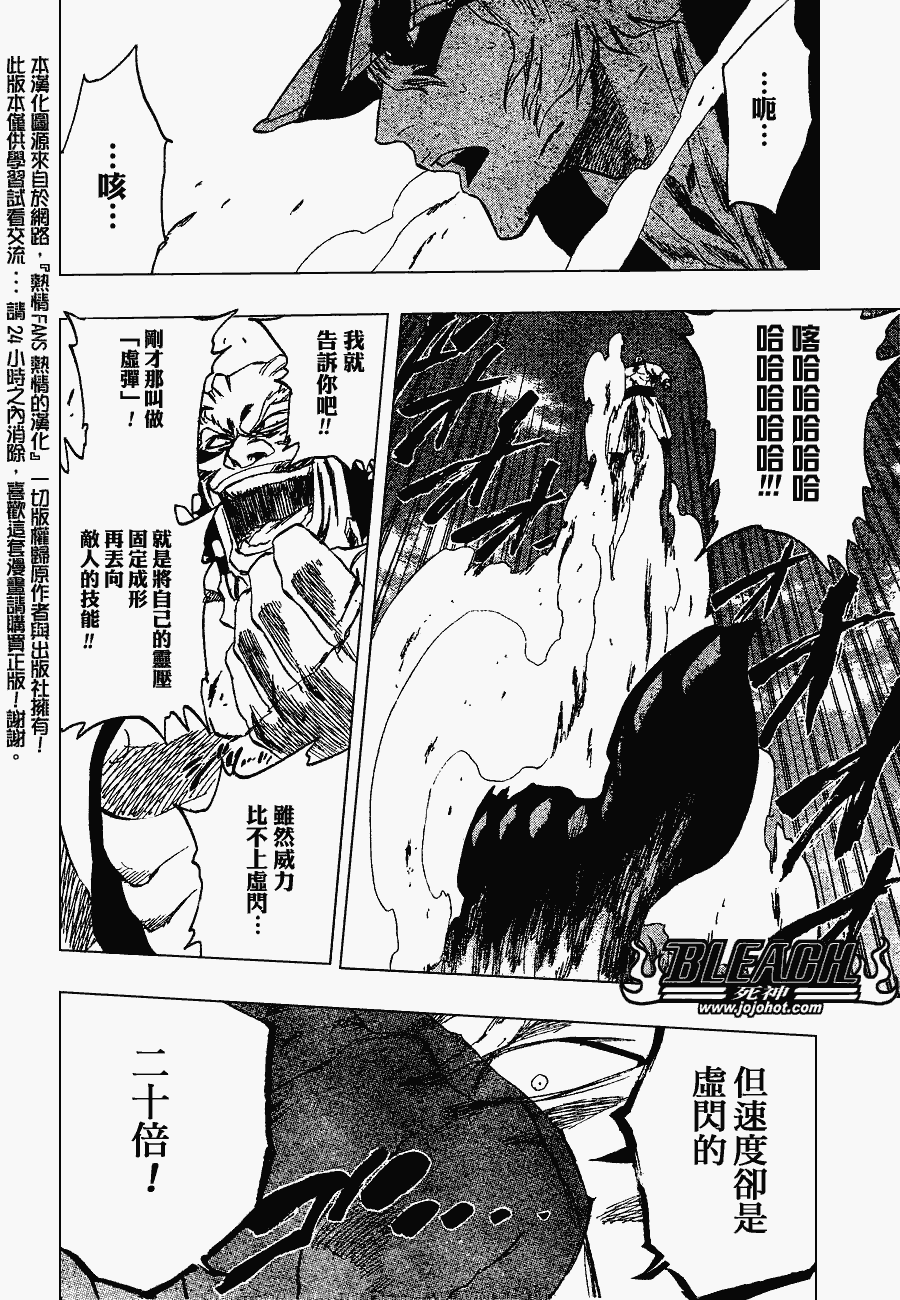 …呃…
…咳…
喀哈哈哈哈哈
哈哈哈哈哈!!!
我就
告訴你吧!!
剛才那叫做
「虛彈」!
就是將自己的靈壓
固定成形
再丟向
敵人的技能!!
雖然威力
比不上虛閃…
但速度卻是
虛閃的
二十倍!
本漢化圖源來自於網路,『熱情FANS熱情的漢化』一切版權歸原作者與出版社擁有!
此版本僅供學習試看交流…請24小時之內消除,喜歡這套漫畫請購買正版!謝謝。
BLEACH
死神
www.jojohot.com